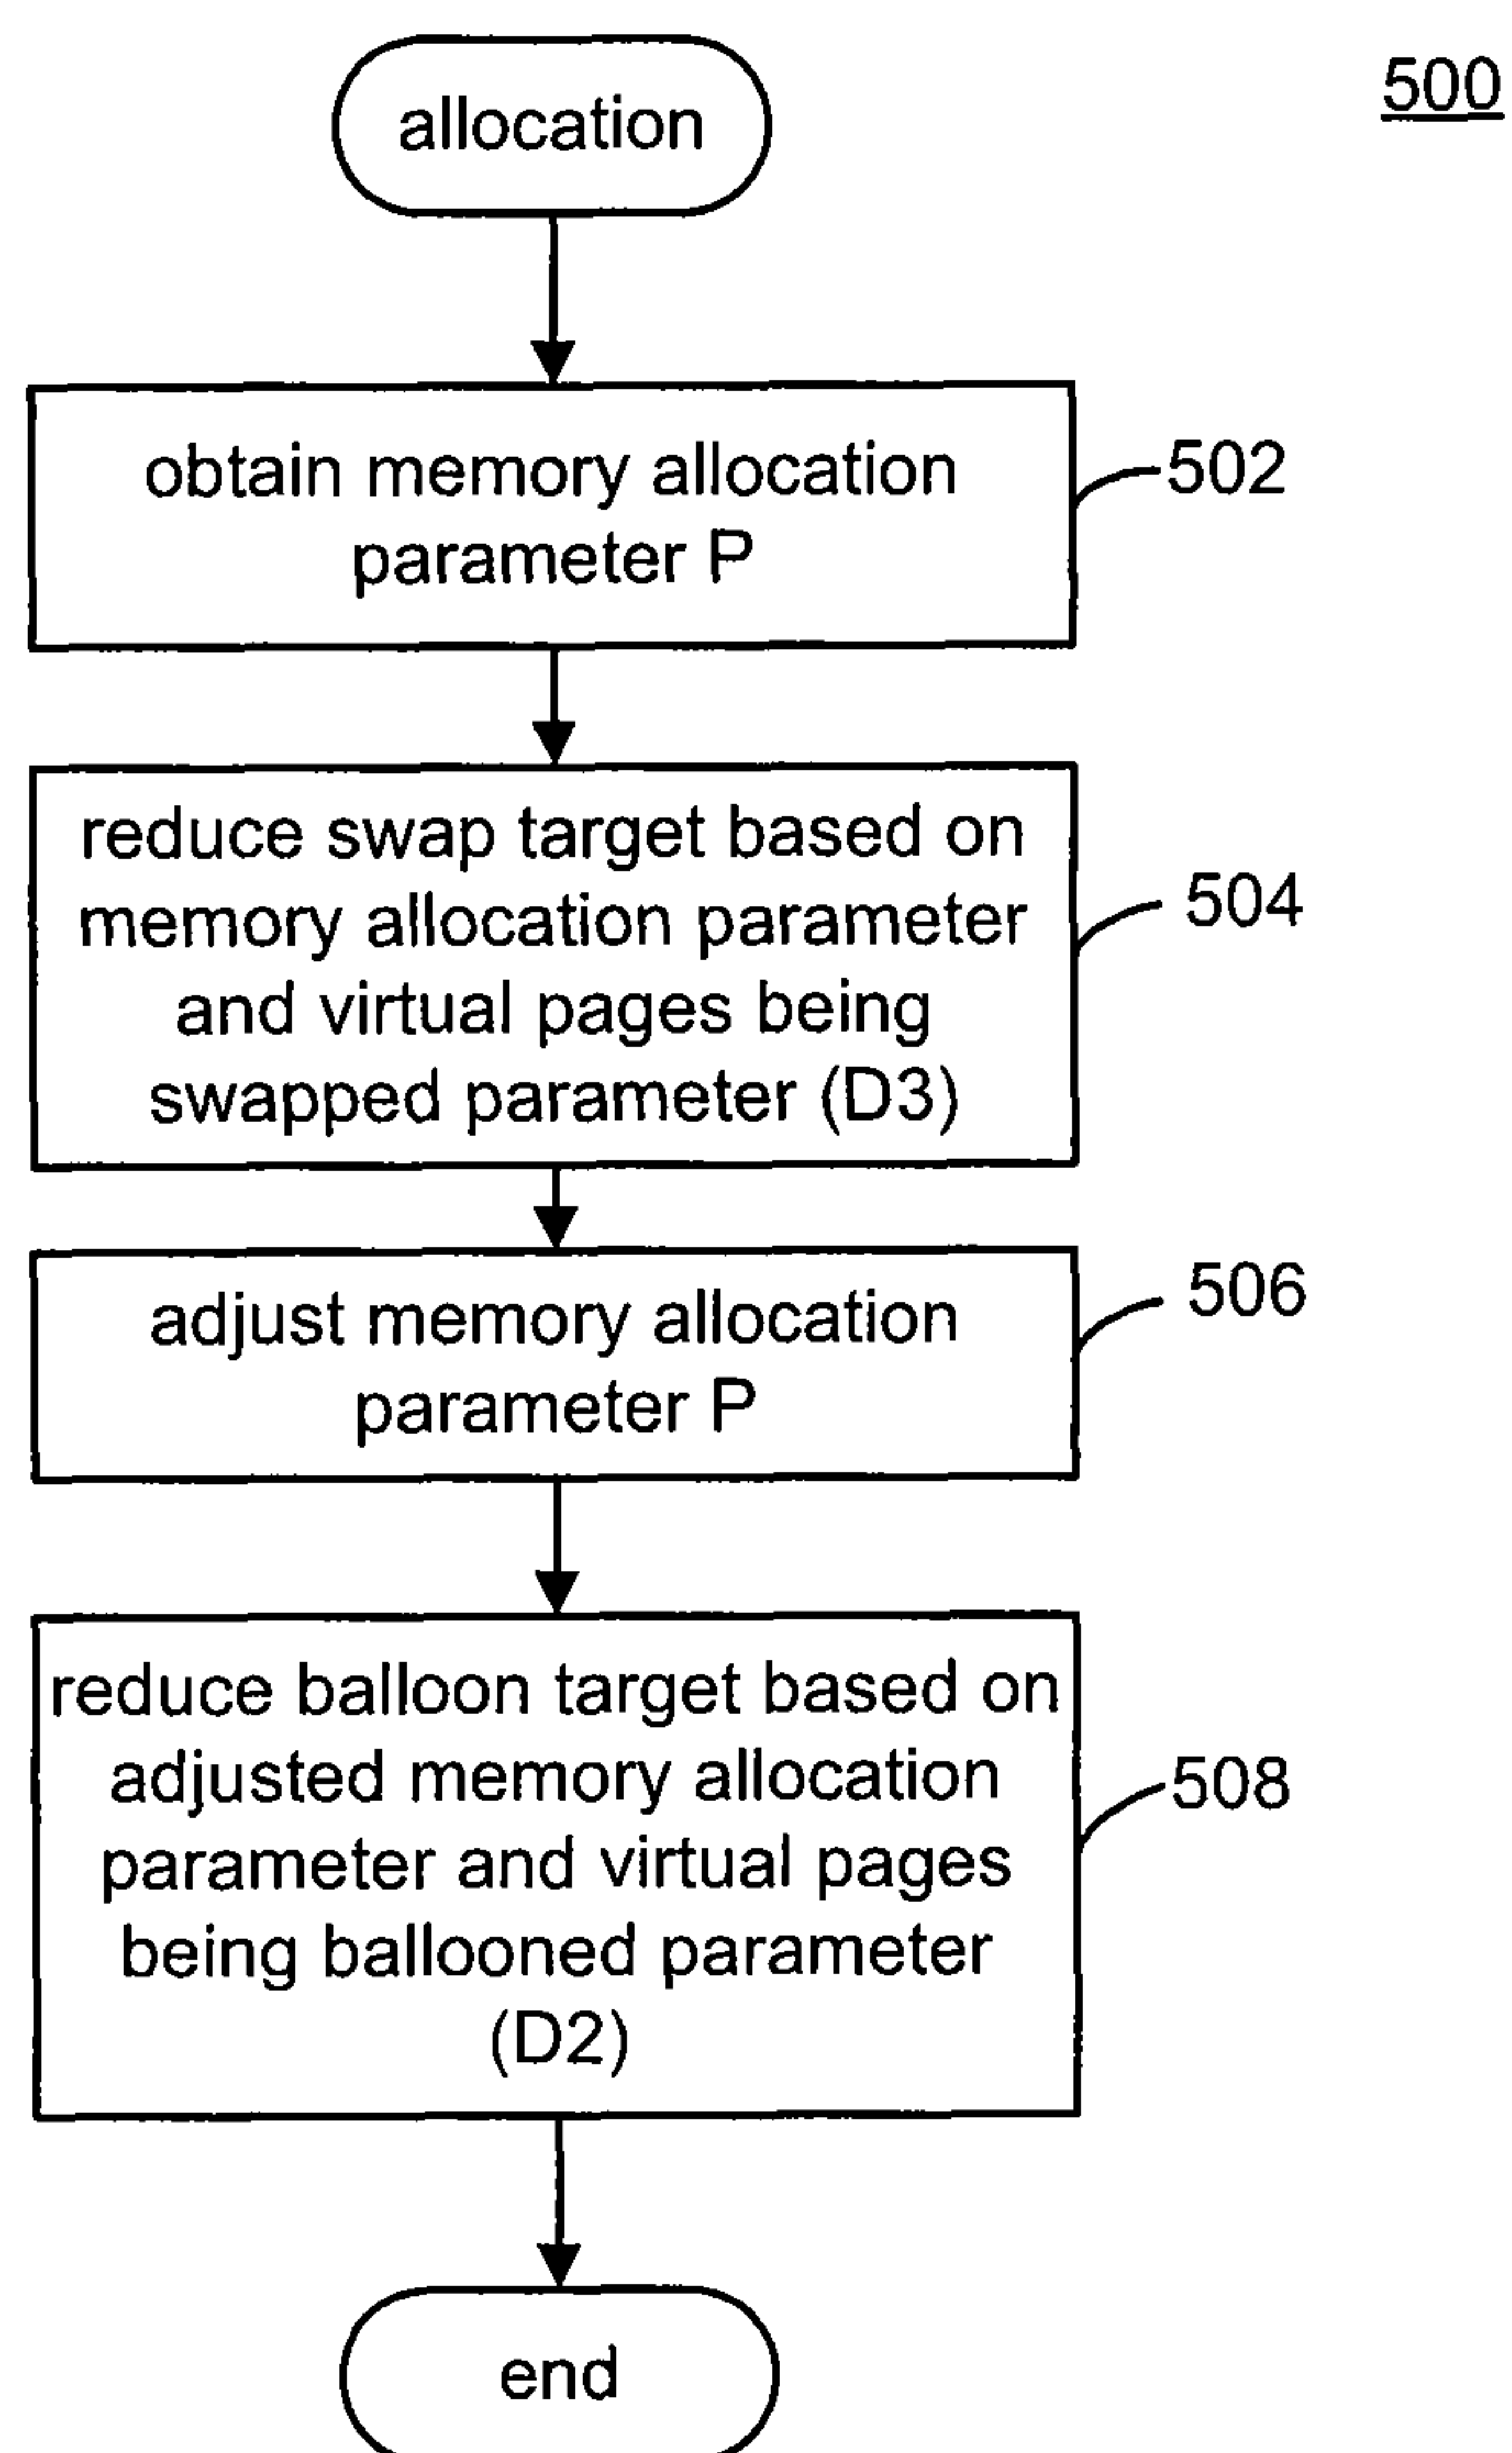 allocation
500
obtain memory allocation
parameter P
502
reduce swap target based on
memory allocation parameter
and virtual pages being
swapped parameter (D3)
504
adjust memory allocation
parameter P
506
reduce balloon target based on
adjusted memory allocation
parameter and virtual pages
being ballooned parameter
(D2)
508
end